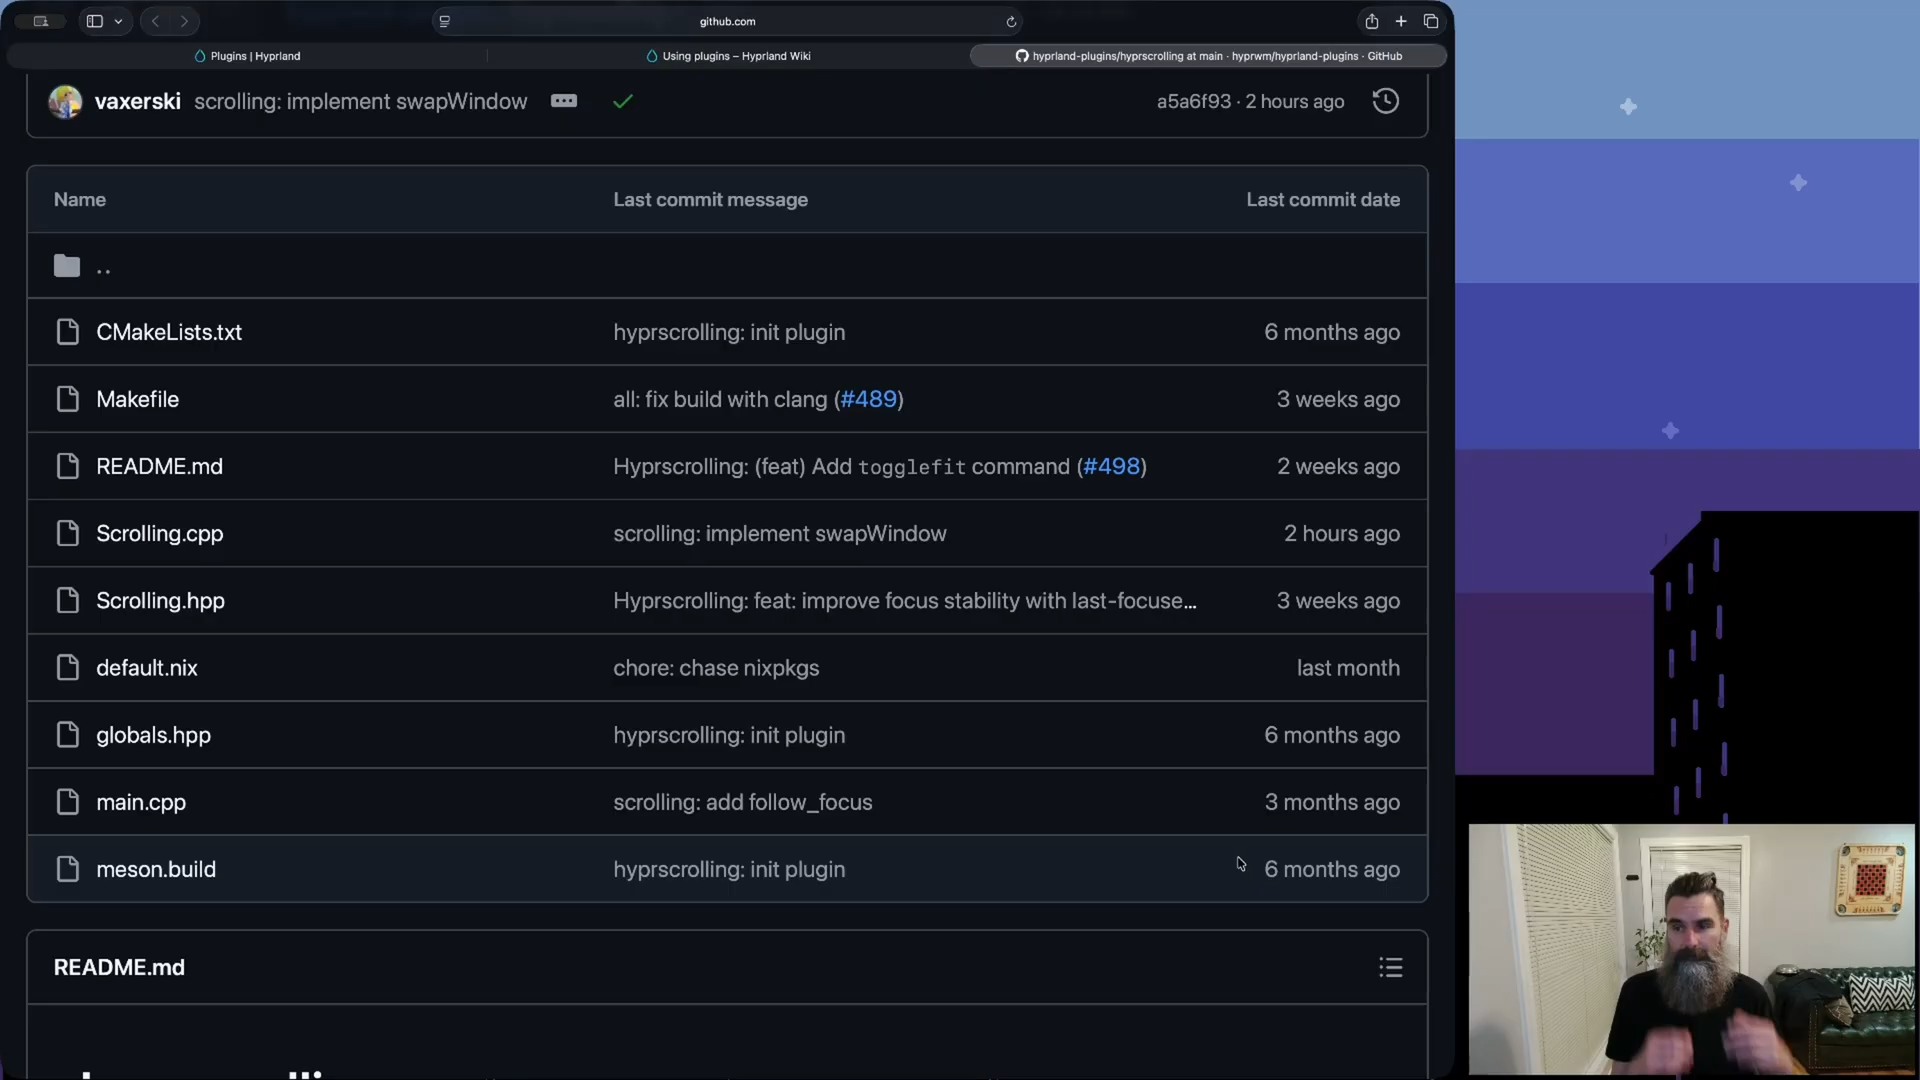 github.com
Plugins | Hyprland
Using plugins – Hyprland Wiki
hyprland-plugins/hyprscrolling at main · hyprwm/hyprland-plugins · GitHub
vaxerski scrolling: implement swapWindow a5a6f93 · 2 hours ago
Name Last commit message Last commit date
..
CMakeLists.txt hyprscrolling: init plugin 6 months ago
Makefile all: fix build with clang (#489) 3 weeks ago
README.md Hyprscrolling: (feat) Add togglefit command (#498) 2 weeks ago
Scrolling.cpp scrolling: implement swapWindow 2 hours ago
Scrolling.hpp Hyprscrolling: feat: improve focus stability with last-focuse... 3 weeks ago
default.nix chore: chase nixpkgs last month
globals.hpp hyprscrolling: init plugin 6 months ago
main.cpp scrolling: add follow_focus 3 months ago
meson.build hyprscrolling: init plugin 6 months ago
README.md